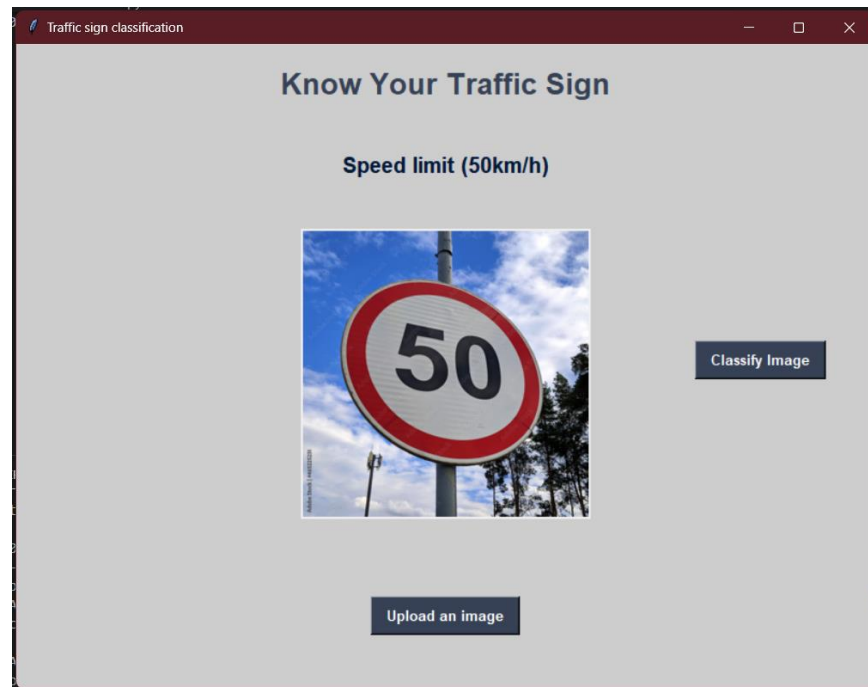 Traffic sign classification
Know Your Traffic Sign
Speed limit (50km/h)
50
Classify Image
Upload an image